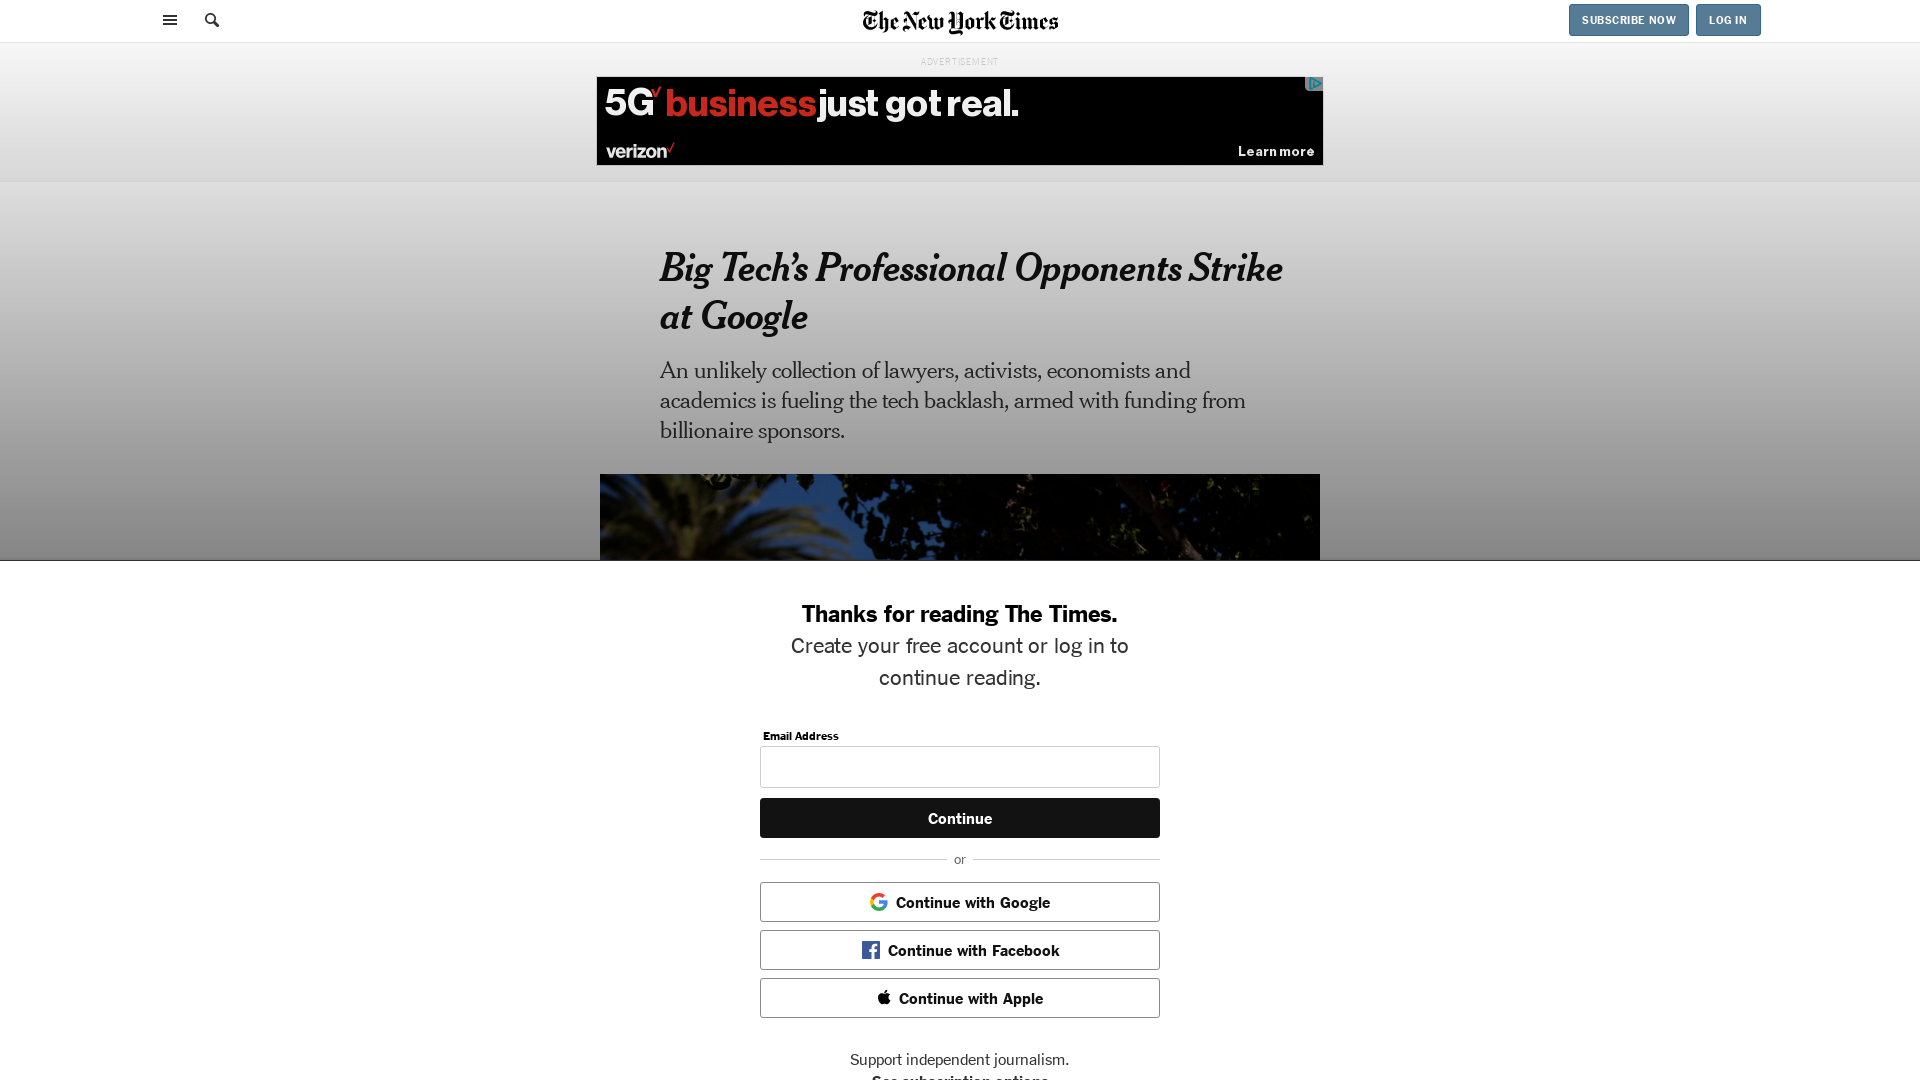 The New York Times
SUBSCRIBE NOW
LOG IN
ADVERTISEMENT
5G business just got real.
verizon
Learn more
Big Tech’s Professional Opponents Strike
at Google
An unlikely collection of lawyers, activists, economists and
academics is fueling the tech backlash, armed with funding from
billionaire sponsors.
Thanks for reading The Times.
Create your free account or log in to
continue reading.
Email Address
Continue
or
Continue with Google
Continue with Facebook
Continue with Apple
Support independent journalism.
See subscription options.